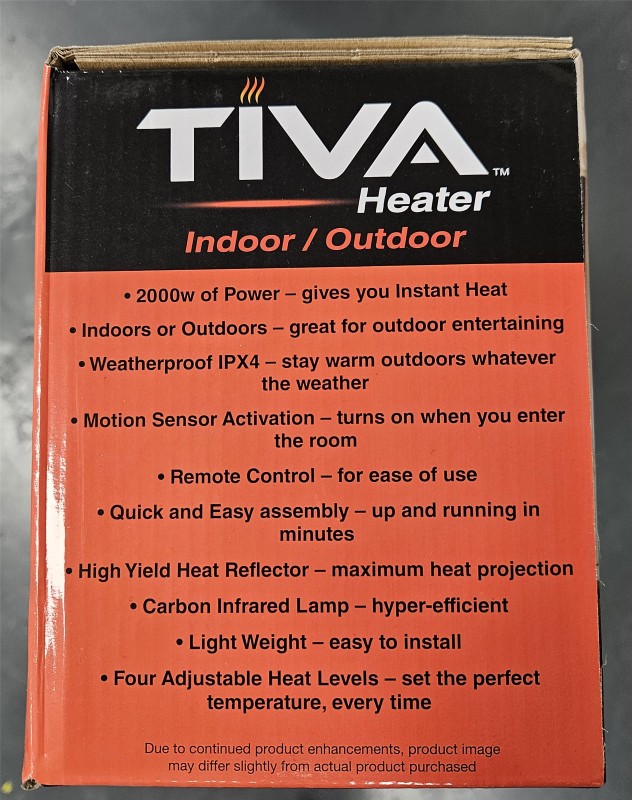 TIVA™
Heater
Indoor / Outdoor
• 2000w of Power – gives you Instant Heat
• Indoors or Outdoors – great for outdoor entertaining
• Weatherproof IPX4 – stay warm outdoors whatever
the weather
• Motion Sensor Activation – turns on when you enter
the room
• Remote Control – for ease of use
• Quick and Easy assembly – up and running in
minutes
• High Yield Heat Reflector – maximum heat projection
• Carbon Infrared Lamp – hyper-efficient
• Light Weight – easy to install
• Four Adjustable Heat Levels – set the perfect
temperature, every time
Due to continued product enhancements, product image
may differ slightly from actual product purchased